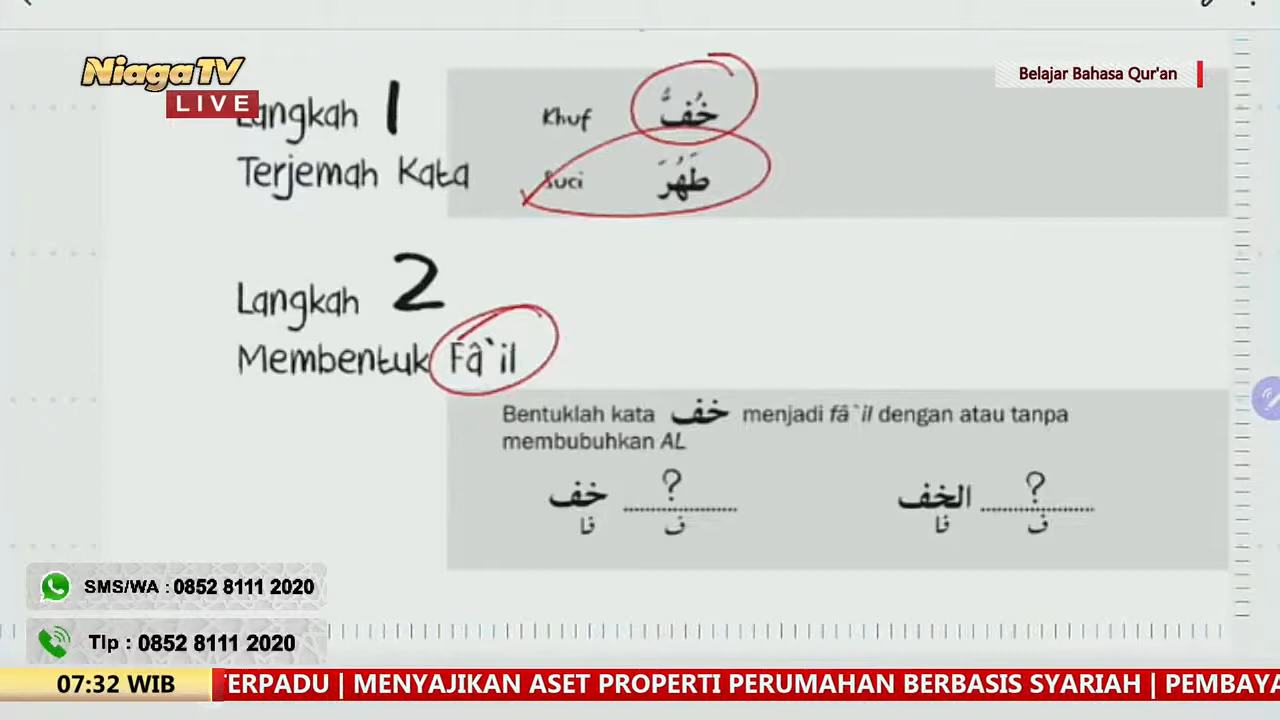 NiagaTV
LIVE
Belajar Bahasa Qur'an
Langkah 1
Terjemah Kata
Khuf خُفٌّ
Suci طَهُرَ
Langkah 2
Membentuk Fâ`il
Bentuklah kata خف menjadi fâ`il dengan atau tanpa
membubuhkan AL
خف ? الخف ?
فا ف فا ف
SMS/WA : 0852 8111 2020
Tlp : 0852 8111 2020
07:32 WIB
TERPADU | MENYAJIKAN ASET PROPERTI PERUMAHAN BERBASIS SYARIAH | PEMBAYA